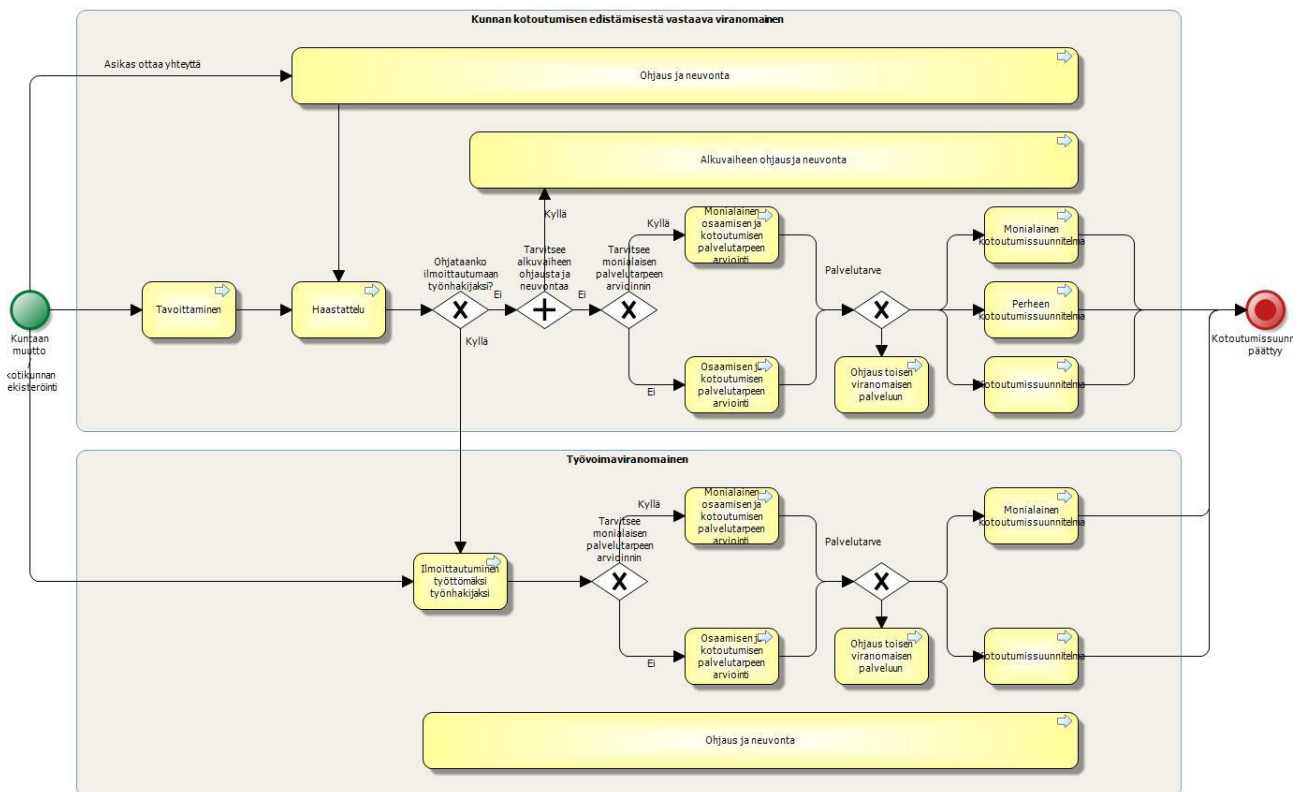 Kunnan kotoutumisen edistämisestä vastaava viranomainen
Asikas ottaa yhteyttä
Ohjaus ja neuvonta
Alkuvaiheen ohjaus ja neuvonta
Kyllä
Kuntaan
muutto
/
kotikunnan
ekisteröinti
Tavoittaminen
Haastattelu
Ohjataanko
ilmoittautumaan
työnhakijaksi?
Ei
Kyllä
Tarvitsee
alkuvaiheen
ohjausta ja
neuvontaa
Ei
Tarvitsee
monialaisen
palvelutarpeen
arvioinnin
Kyllä
Ei
Monialainen
osaamisen ja
kotoutumisen
palvelutarpeen
arviointi
Osaamisen ja
kotoutumisen
palvelutarpeen
arviointi
Palvelutarve
Ohjaus toisen
viranomaisen
palveluun
Monialainen
kotoutumissuunnitelma
Perheen
kotoutumissuunnitelma
Kotoutumissuunnitelma
Kotoutumissuunn
päättyy
Työvoimaviranomainen
Ilmoittautuminen
työttömäksi
työnhakijaksi
Tarvitsee
monialaisen
palvelutarpeen
arvioinnin
Kyllä
Ei
Monialainen
osaamisen ja
kotoutumisen
palvelutarpeen
arviointi
Osaamisen ja
kotoutumisen
palvelutarpeen
arviointi
Palvelutarve
Ohjaus toisen
viranomaisen
palveluun
Monialainen
kotoutumissuunnitelma
Kotoutumissuunnitelma
Ohjaus ja neuvonta